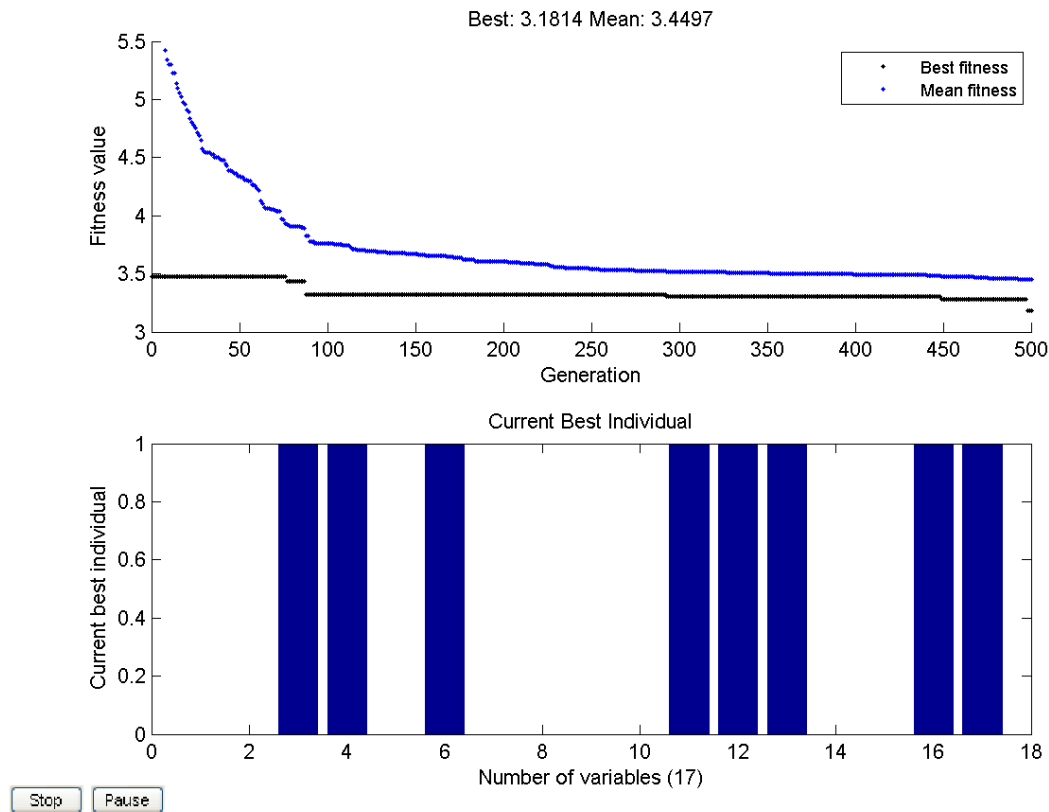 Best: 3.1814 Mean: 3.4497
5.5
5
4.5
4
3.5
3
Fitness value
Best fitness
Mean fitness
0 50 100 150 200 250 300 350 400 450 500
Generation
Current Best Individual
1
0.8
0.6
0.4
0.2
0
Current best individual
0 2 4 6 8 10 12 14 16 18
Number of variables (17)
Stop Pause